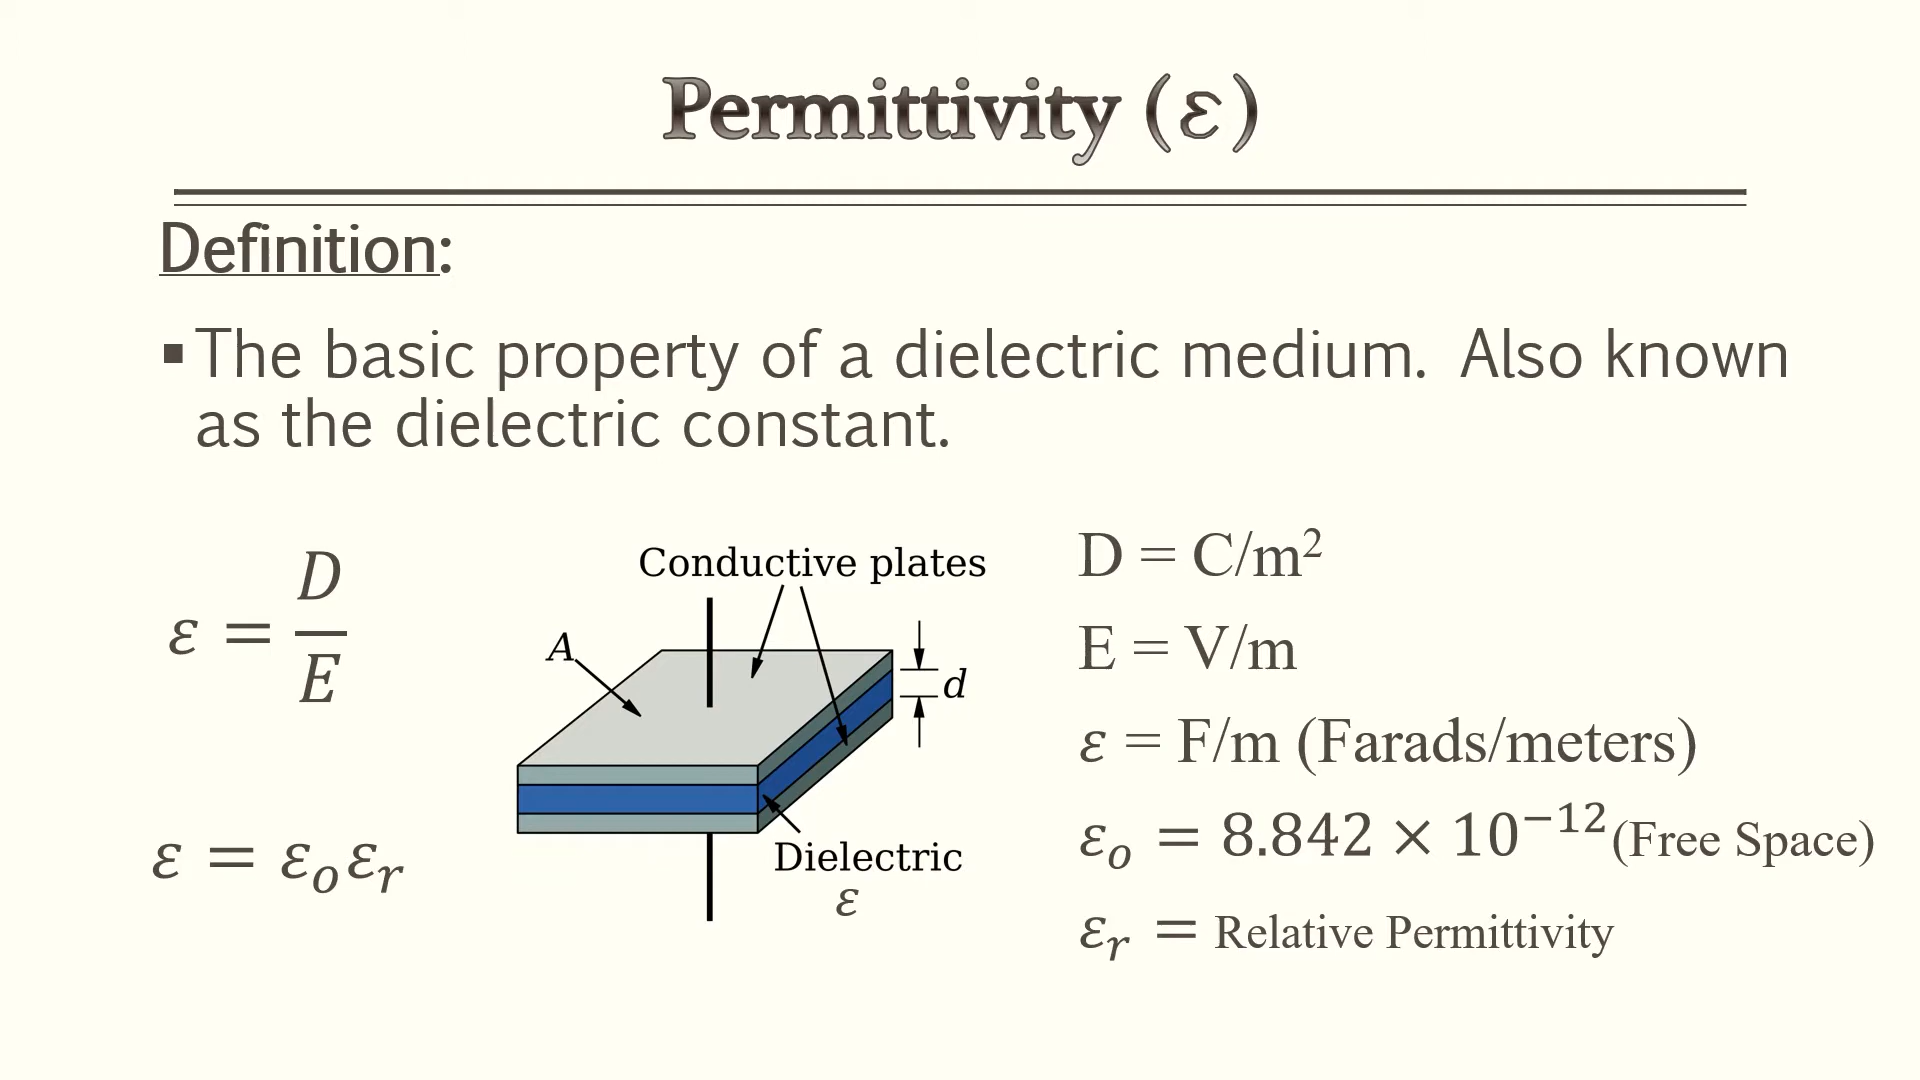 Permittivity (ε)
Definition:
▪The basic property of a dielectric medium. Also known
as the dielectric constant.
ε = D/E
ε = εₒεᵣ
Conductive plates
A
d
Dielectric
ε
D = C/m²
E = V/m
ε = F/m (Farads/meters)
εₒ = 8.842 × 10⁻¹²(Free Space)
εᵣ = Relative Permittivity